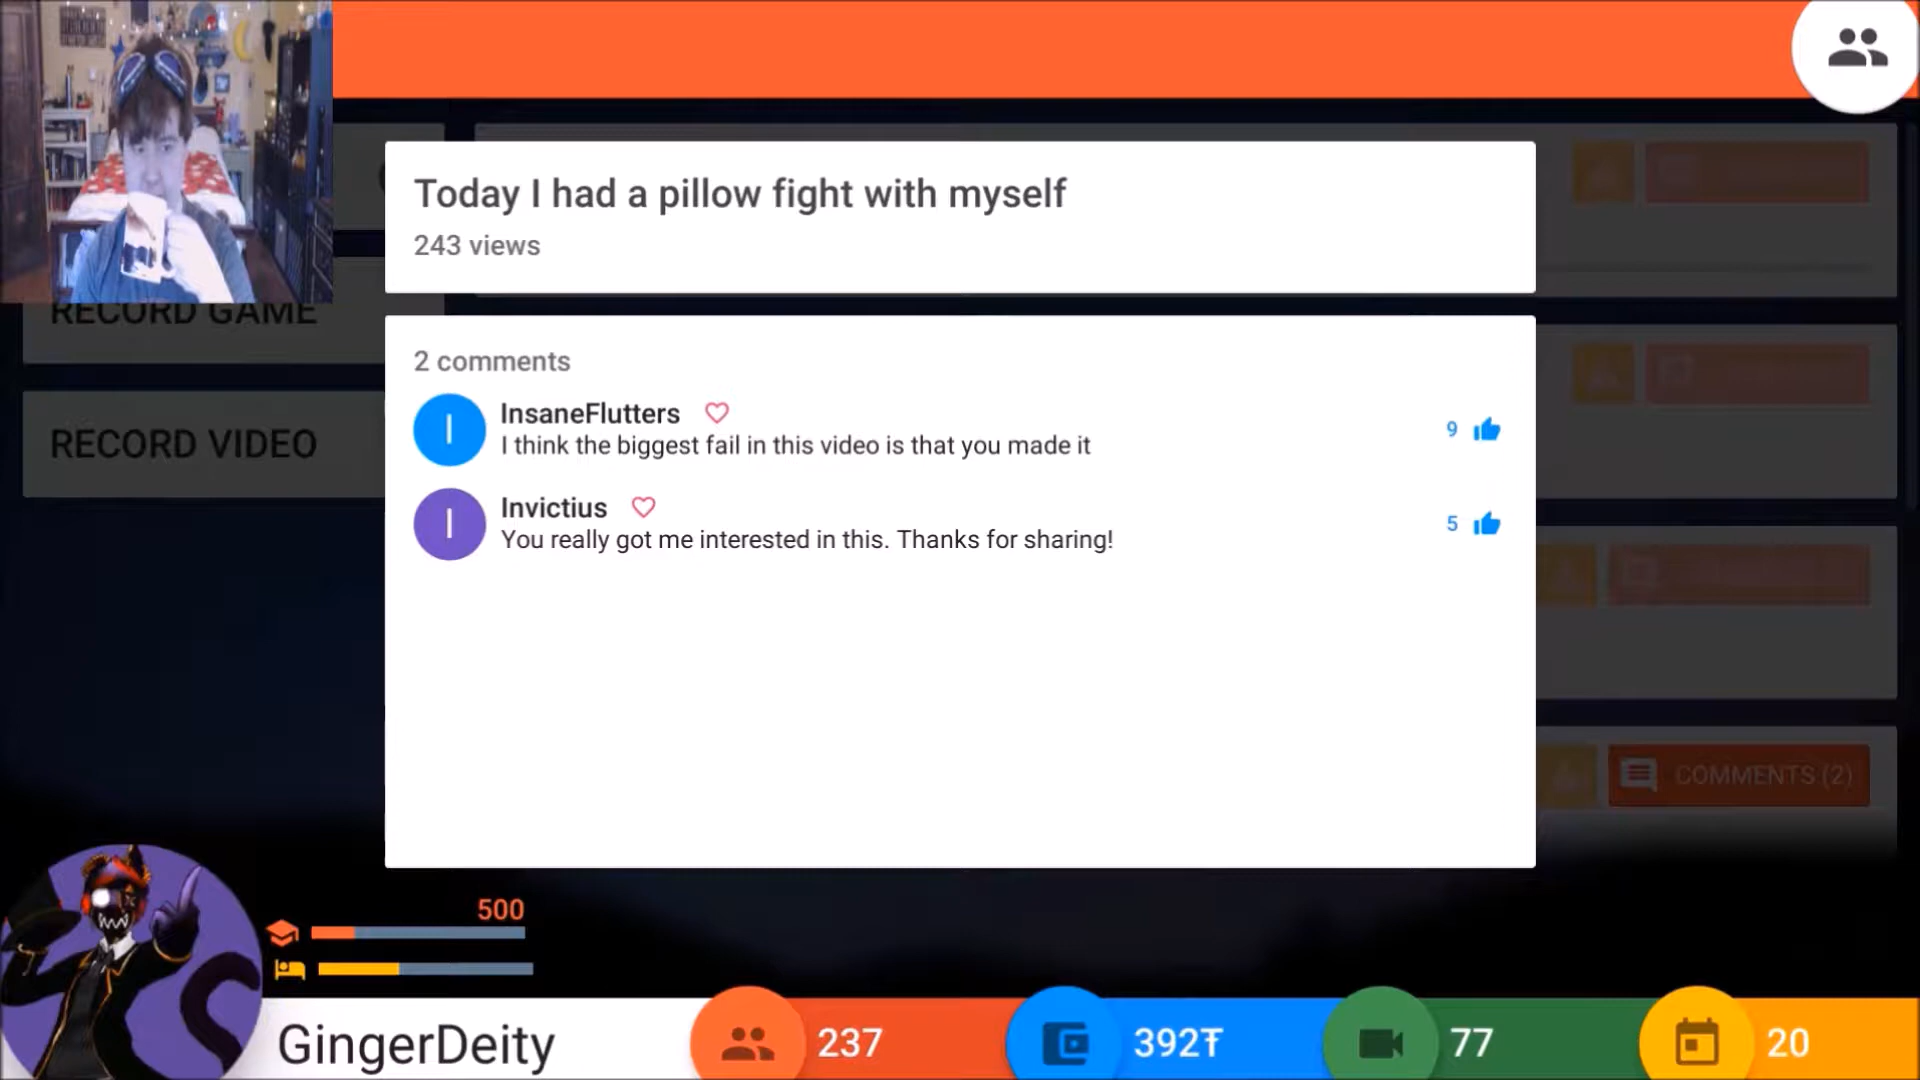 Today I had a pillow fight with myself
243 views
RECORD GAME
RECORD VIDEO
2 comments
I
InsaneFlutters
I think the biggest fail in this video is that you made it
9
I
Invictius
You really got me interested in this. Thanks for sharing!
5
COMMENTS (2)
500
GingerDeity
237
392Ŧ
77
20